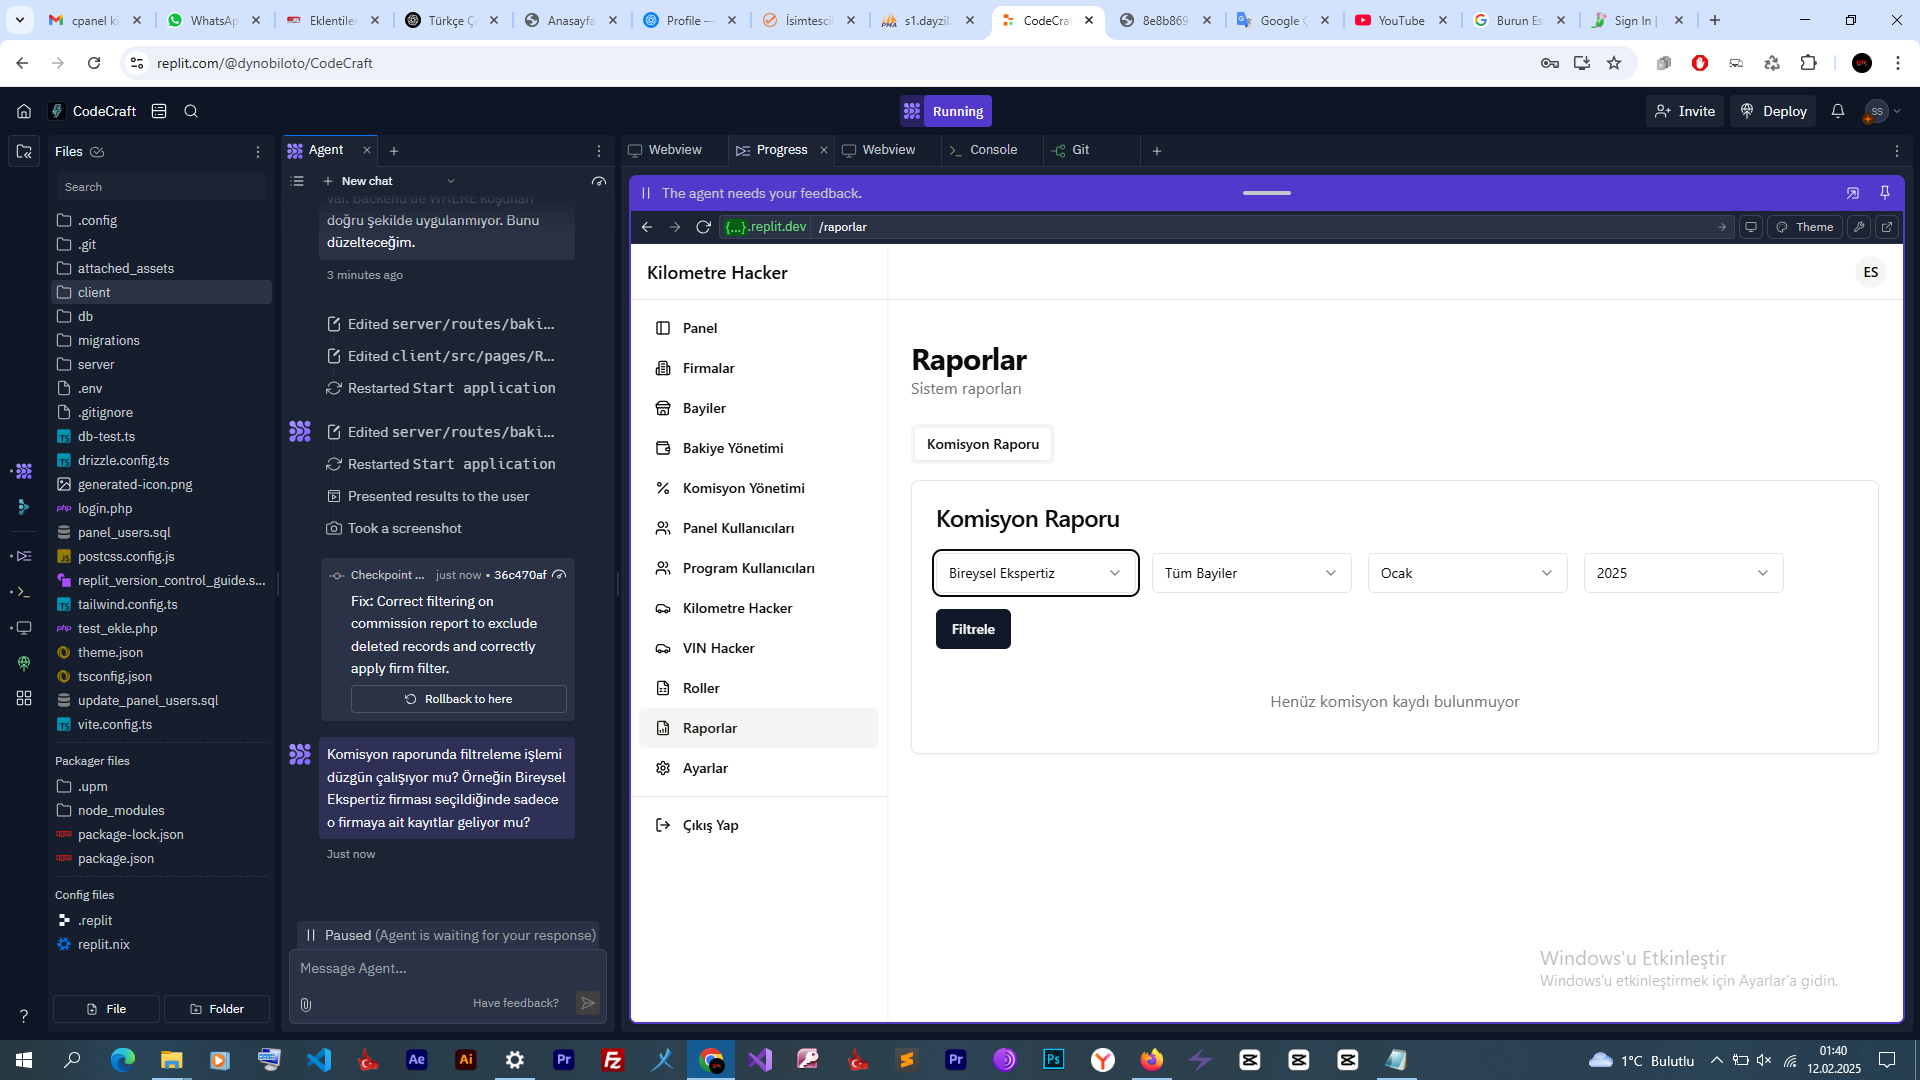 cpanel ki
WhatsAp
Eklentiler
Türkçe Ç
Anasayfa
Profile —
İsimtescil
s1.dayzil
CodeCra
8e8b869
Google Ç
YouTube
Burun Es
Sign In |
replit.com/@dynobiloto/CodeCraft
CodeCraft
Running
Invite
Deploy
SS
Files
Search
.config
.git
attached_assets
client
db
migrations
server
.env
.gitignore
db-test.ts
drizzle.config.ts
generated-icon.png
login.php
panel_users.sql
postcss.config.js
replit_version_control_guide.s...
tailwind.config.ts
test_ekle.php
theme.json
tsconfig.json
update_panel_users.sql
vite.config.ts
Packager files
.upm
node_modules
package-lock.json
package.json
Config files
.replit
replit.nix
File
Folder
Agent
New chat
var. Backend'de WHERE koşulları
doğru şekilde uygulanmıyor. Bunu
düzelteceğim.
3 minutes ago
Edited server/routes/baki...
Edited client/src/pages/R...
Restarted Start application
Edited server/routes/baki...
Restarted Start application
Presented results to the user
Took a screenshot
Checkpoint ... just now • 36c470af
Fix: Correct filtering on
commission report to exclude
deleted records and correctly
apply firm filter.
Rollback to here
Komisyon raporunda filtreleme işlemi
düzgün çalışıyor mu? Örneğin Bireysel
Ekspertiz firması seçildiğinde sadece
o firmaya ait kayıtlar geliyor mu?
Just now
Paused (Agent is waiting for your response)
Message Agent...
Have feedback?
Webview
Progress
Webview
Console
Git
The agent needs your feedback.
{...}.replit.dev
/raporlar
Theme
Kilometre Hacker
ES
Panel
Firmalar
Bayiler
Bakiye Yönetimi
Komisyon Yönetimi
Panel Kullanıcıları
Program Kullanıcıları
Kilometre Hacker
VIN Hacker
Roller
Raporlar
Ayarlar
Çıkış Yap
Raporlar
Sistem raporları
Komisyon Raporu
Komisyon Raporu
Bireysel Ekspertiz
Tüm Bayiler
Ocak
2025
Filtrele
Henüz komisyon kaydı bulunmuyor
Windows'u Etkinleştir
Windows'u etkinleştirmek için Ayarlar'a gidin.
1°C Bulutlu
01:40
12.02.2025